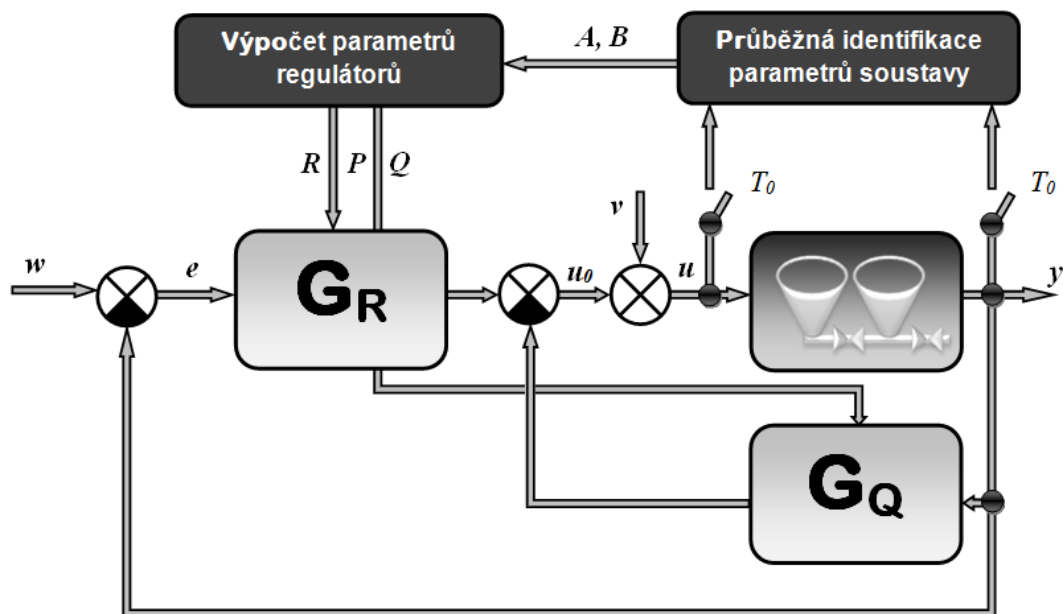 Výpočet parametrů
regulátorů
A, B
Průběžná identifikace
parametrů soustavy
R
P
Q
T0
T0
v
w
e
GR
u0
u
y
GQ